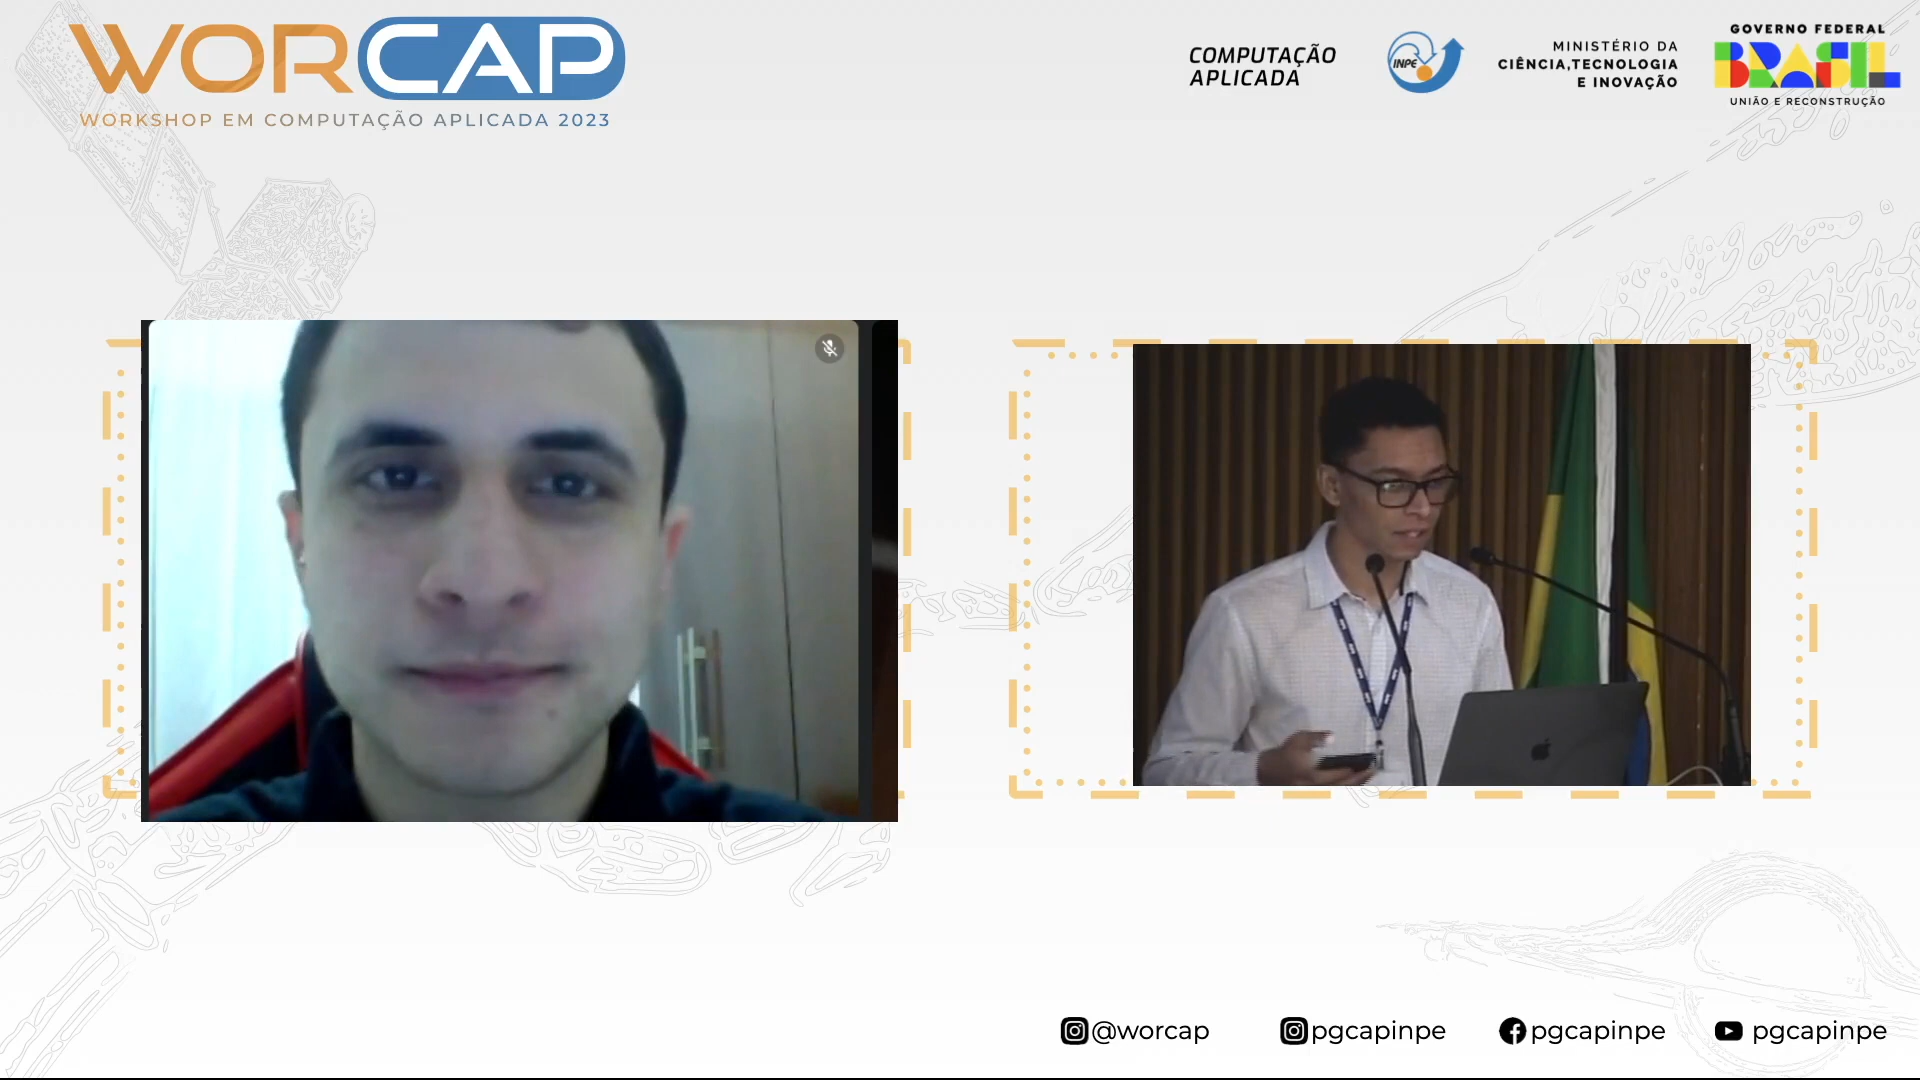 WORCAP
WORKSHOP EM COMPUTAÇÃO APLICADA 2023
COMPUTAÇÃO
APLICADA
INPE
MINISTÉRIO DA
CIÊNCIA,TECNOLOGIA
E INOVAÇÃO
GOVERNO FEDERAL
BRASIL
UNIÃO E RECONSTRUÇÃO
@worcap
pgcapinpe
pgcapinpe
pgcapinpe